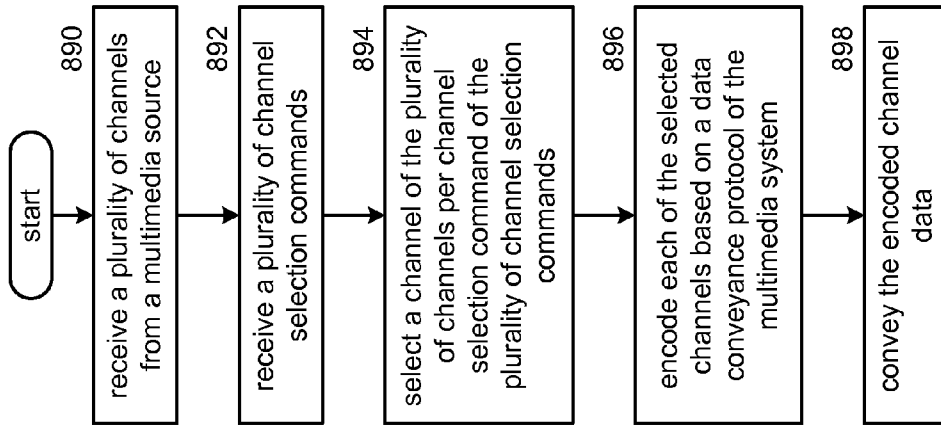 start
890
receive a plurality of channels
from a multimedia source
892
receive a plurality of channel
selection commands
894
select a channel of the plurality
of channels per channel
selection command of the
plurality of channel selection
commands
896
encode each of the selected
channels based on a data
conveyance protocol of the
multimedia system
898
convey the encoded channel
data